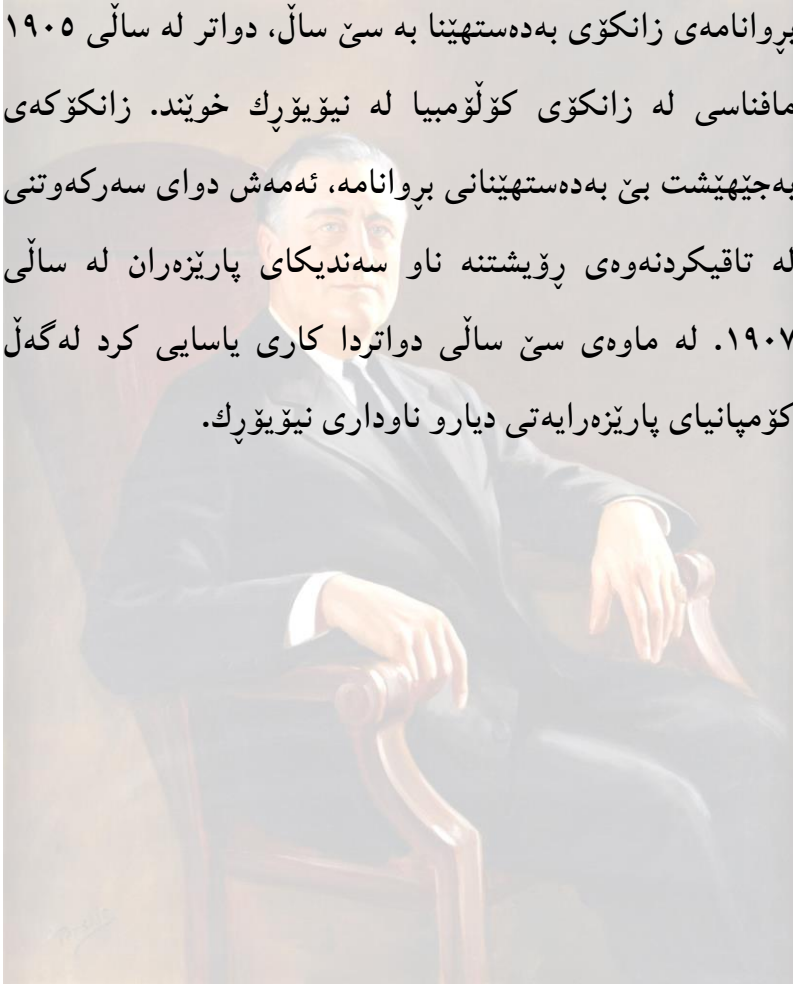 بڕوانامەی زانکۆی بەدەستهێنا بە سێ ساڵ، دواتر لە ساڵی ١٩٠٥
مافناسی لە زانکۆی کۆڵۆمبیا لە نیۆیۆڕك خوێند. زانکۆکەی
بەجێهێشت بێ بەدەستهێنانی بڕوانامە، ئەمەش دوای سەرکەوتنی
لە تاقیکردنەوەی ڕۆیشتنە ناو سەندیکای پارێزەران لە ساڵی
١٩٠٧. لە ماوەی سێ ساڵی دواتردا کاری یاسایی کرد لەگەڵ
کۆمپانیای پارێزەرایەتی دیارو ناوداری نیۆیۆڕك.